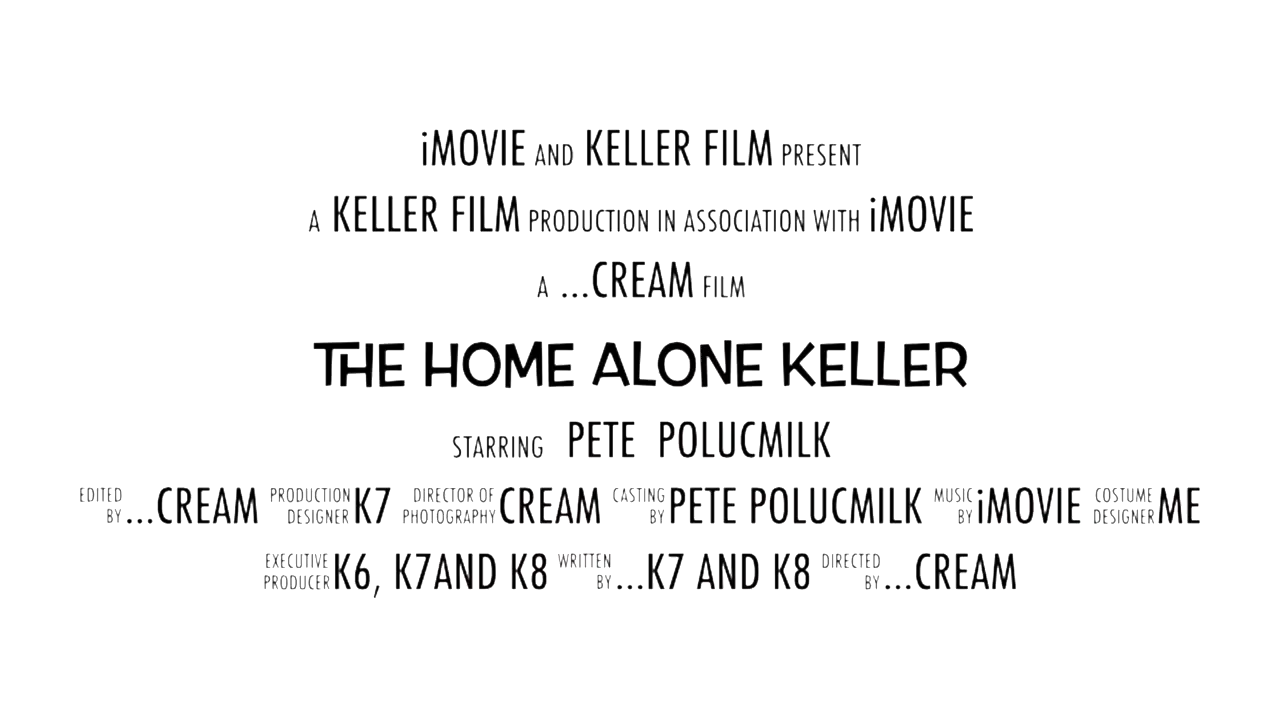 iMOVIE AND KELLER FILM PRESENT
A KELLER FILM PRODUCTION IN ASSOCIATION WITH iMOVIE
A ...CREAM FILM
THE HOME ALONE KELLER
STARRING PETE POLUCMILK
EDITED BY ...CREAM PRODUCTION DESIGNER K7 DIRECTOR OF PHOTOGRAPHY CREAM CASTING BY PETE POLUCMILK MUSIC BY iMOVIE COSTUME DESIGNER ME
EXECUTIVE PRODUCER K6, K7AND K8 WRITTEN BY ...K7 AND K8 DIRECTED BY ...CREAM